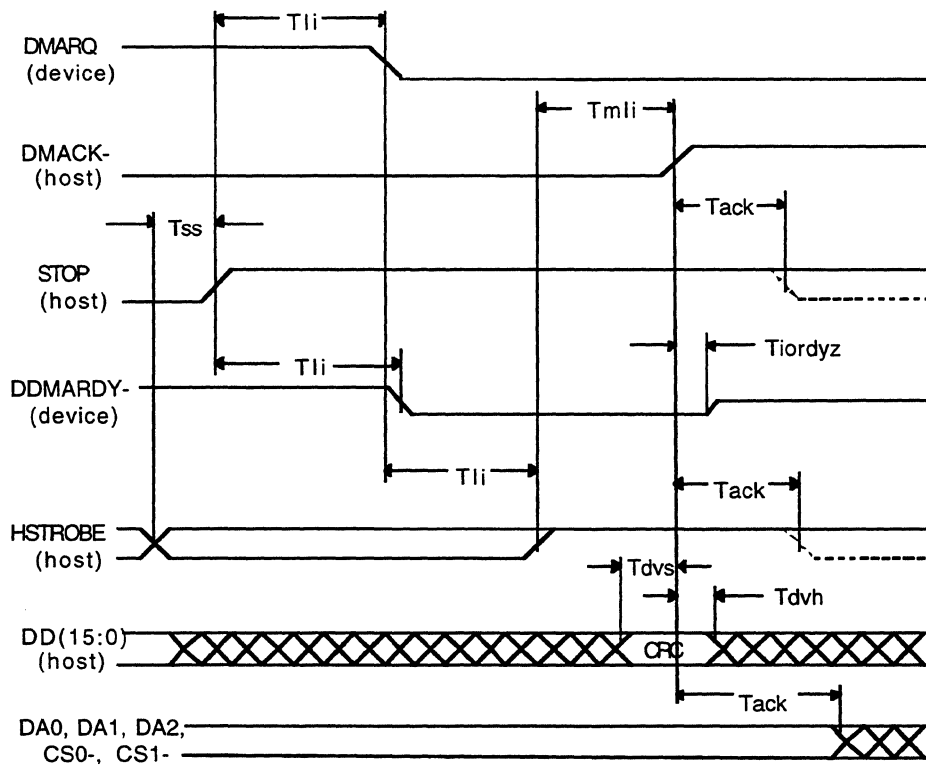 Tli
DMARQ
(device)
Tmli
DMACK-
(host)
Tack
Tss
STOP
(host)
Tiordyz
Tli
DDMARDY-
(device)
Tli
Tack
HSTROBE
(host)
Tdvs
Tdvh
DD(15:0)
(host)
CRC
Tack
DA0, DA1, DA2,
CS0-, CS1-